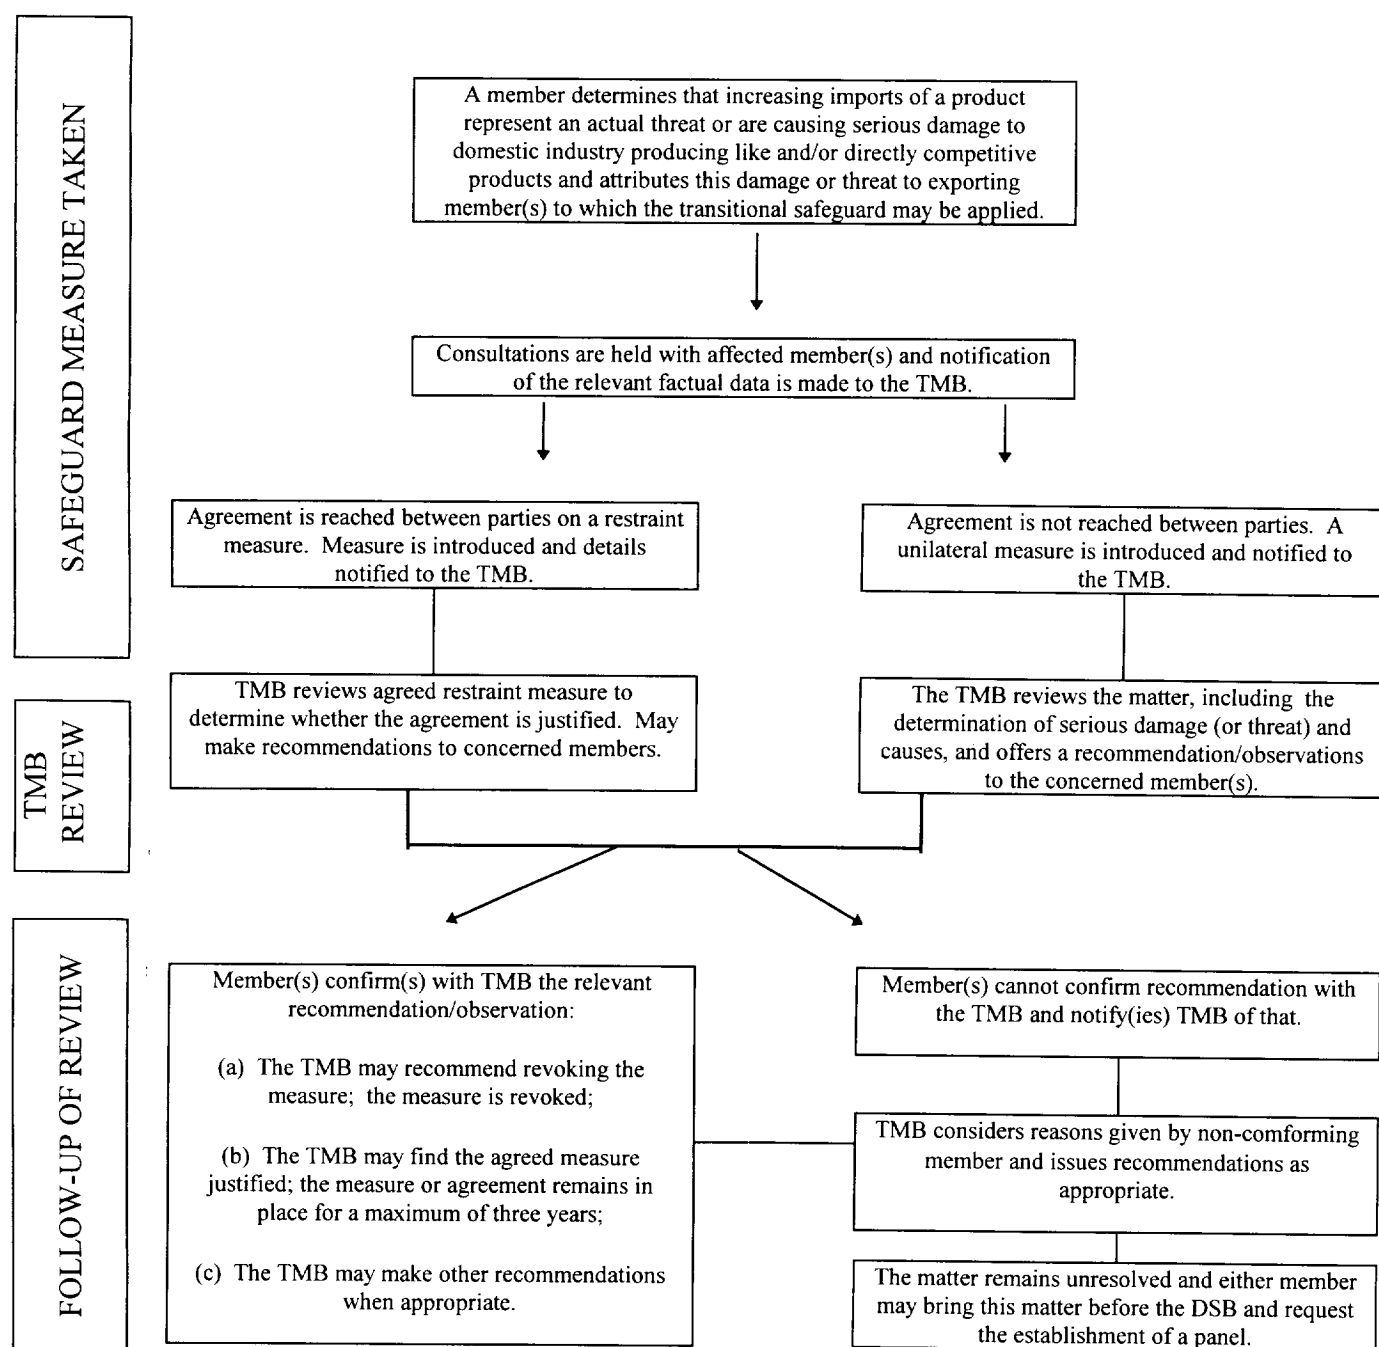 SAFEGUARD MEASURE TAKEN
A member determines that increasing imports of a product
represent an actual threat or are causing serious damage to
domestic industry producing like and/or directly competitive
products and attributes this damage or threat to exporting
member(s) to which the transitional safeguard may be applied.
Consultations are held with affected member(s) and notification
of the relevant factual data is made to the TMB.
Agreement is reached between parties on a restraint
measure. Measure is introduced and details
notified to the TMB.
Agreement is not reached between parties. A
unilateral measure is introduced and notified to
the TMB.
TMB
REVIEW
TMB reviews agreed restraint measure to
determine whether the agreement is justified. May
make recommendations to concerned members.
The TMB reviews the matter, including the
determination of serious damage (or threat) and
causes, and offers a recommendation/observations
to the concerned member(s).
FOLLOW-UP OF REVIEW
Member(s) confirm(s) with TMB the relevant
recommendation/observation:
(a) The TMB may recommend revoking the
measure; the measure is revoked;
(b) The TMB may find the agreed measure
justified; the measure or agreement remains in
place for a maximum of three years;
(c) The TMB may make other recommendations
when appropriate.
Member(s) cannot confirm recommendation with
the TMB and notify(ies) TMB of that.
TMB considers reasons given by non-comforming
member and issues recommendations as
appropriate.
The matter remains unresolved and either member
may bring this matter before the DSB and request
the establishment of a panel.